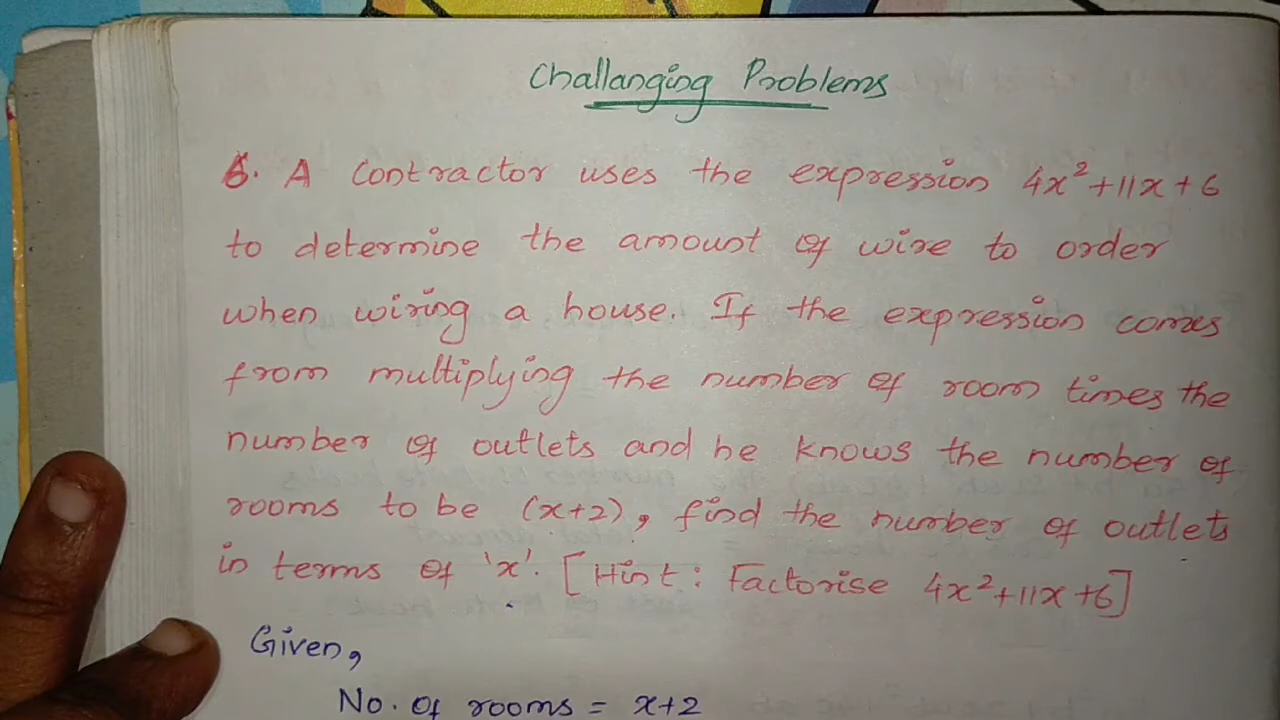 Challanging Problems
6. A contractor uses the expression 4x²+11x+6
to determine the amount of wire to order
when wiring a house. If the expression comes
from multiplying the number of room times the
number of outlets and he knows the number of
rooms to be (x+2), find the number of outlets
in terms of 'x'. [Hint: Factorise 4x²+11x+6]
Given,
No. of rooms = x+2